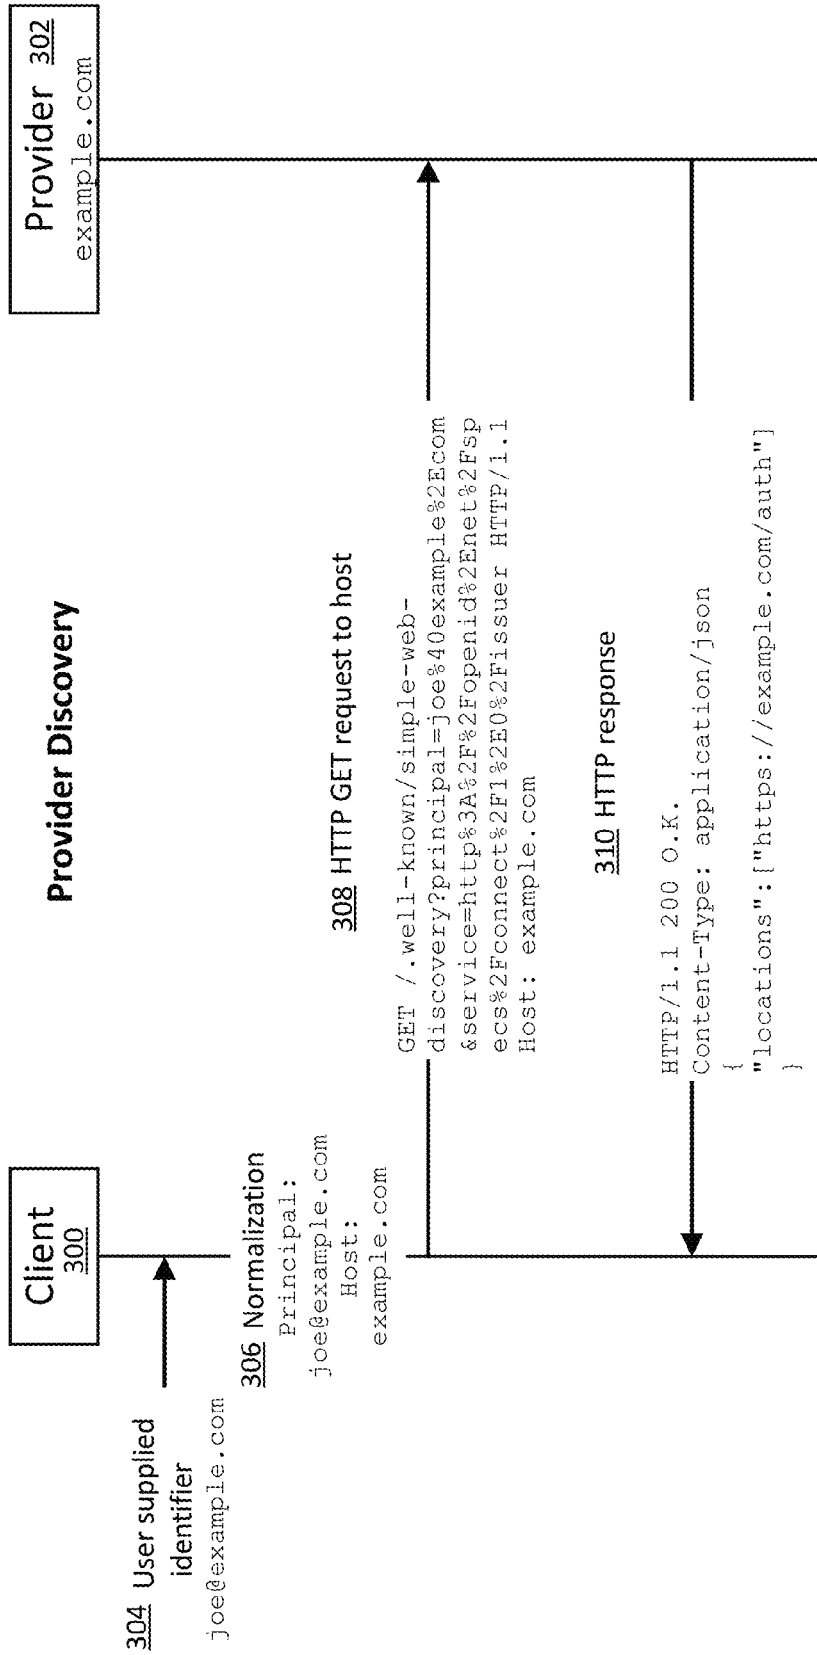 Provider Discovery
Client
300
Provider 302
example.com
304 User supplied
identifier
joe@example.com
306 Normalization
Principal:
joe@example.com
Host:
example.com
308 HTTP GET request to host
GET /.well-known/simple-web-
discovery?principal=joe%40example%2Ecom
&service=http%3A%2F%2Fopenid%2Enet%2Fsp
ecs%2Fconnect%2F1%2E0%2Fissuer HTTP/1.1
Host: example.com
310 HTTP response
HTTP/1.1 200 O.K.
Content-Type: application/json
{
"locations":["https://example.com/auth"]
}